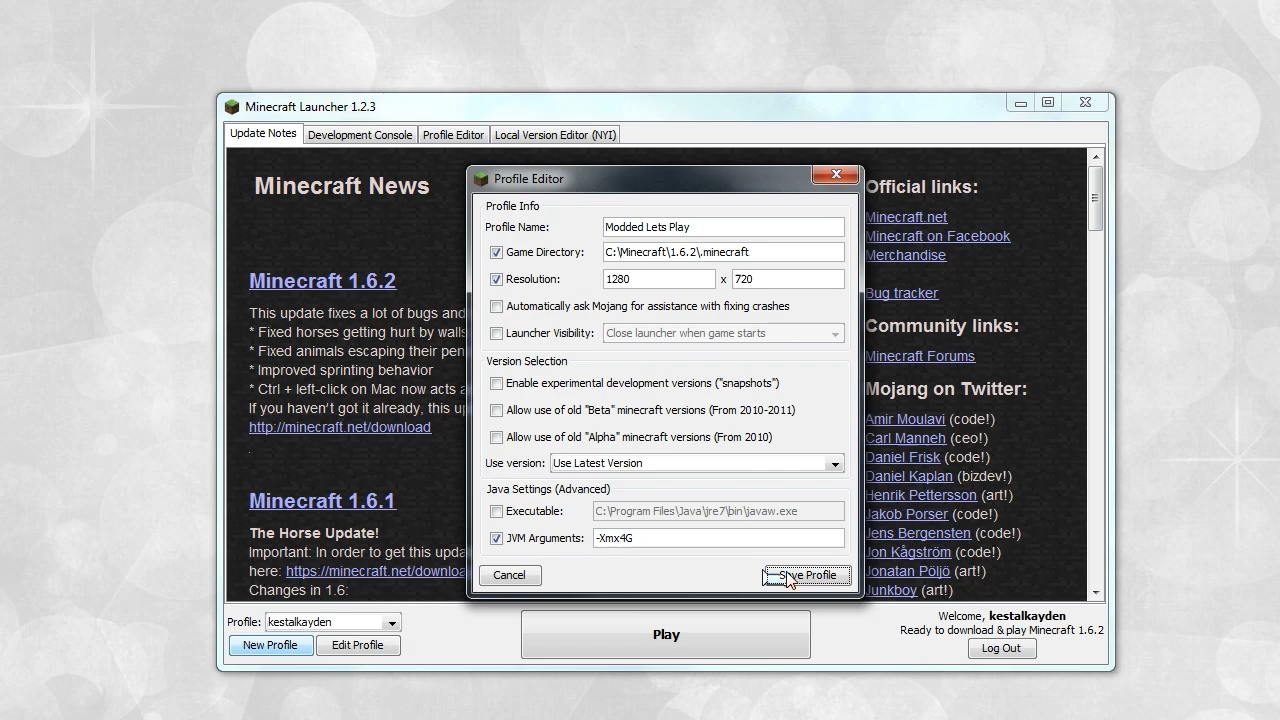 Minecraft Launcher 1.2.3
Update Notes
Development Console
Profile Editor
Local Version Editor (NYI)
Minecraft News
Minecraft 1.6.2
This update fixes a lot of bugs and
* Fixed horses getting hurt by walls
* Fixed animals escaping their pen
* Improved sprinting behavior
* Ctrl + left-click on Mac now acts a
If you haven't got it already, this up
http://minecraft.net/download
Minecraft 1.6.1
The Horse Update!
Important: In order to get this upda
here: https://minecraft.net/downloa
Changes in 1.6:
Profile Editor
Profile Info
Profile Name:
Modded Lets Play
Game Directory:
C:\Minecraft\1.6.2\.minecraft
Resolution:
1280
x
720
Automatically ask Mojang for assistance with fixing crashes
Launcher Visibility:
Close launcher when game starts
Version Selection
Enable experimental development versions ("snapshots")
Allow use of old "Beta" minecraft versions (From 2010-2011)
Allow use of old "Alpha" minecraft versions (From 2010)
Use version:
Use Latest Version
Java Settings (Advanced)
Executable:
C:\Program Files\Java\jre7\bin\javaw.exe
JVM Arguments:
-Xmx4G
Cancel
Save Profile
Official links:
Minecraft.net
Minecraft on Facebook
Merchandise
Bug tracker
Community links:
Minecraft Forums
Mojang on Twitter:
Amir Moulavi (code!)
Carl Manneh (ceo!)
Daniel Frisk (code!)
Daniel Kaplan (bizdev!)
Henrik Pettersson (art!)
Jakob Porser (code!)
Jens Bergensten (code!)
Jon Kågström (code!)
Jonatan Pöljö (art!)
Junkboy (art!)
Profile:
kestalkayden
New Profile
Edit Profile
Play
Welcome, kestalkayden
Ready to download & play Minecraft 1.6.2
Log Out